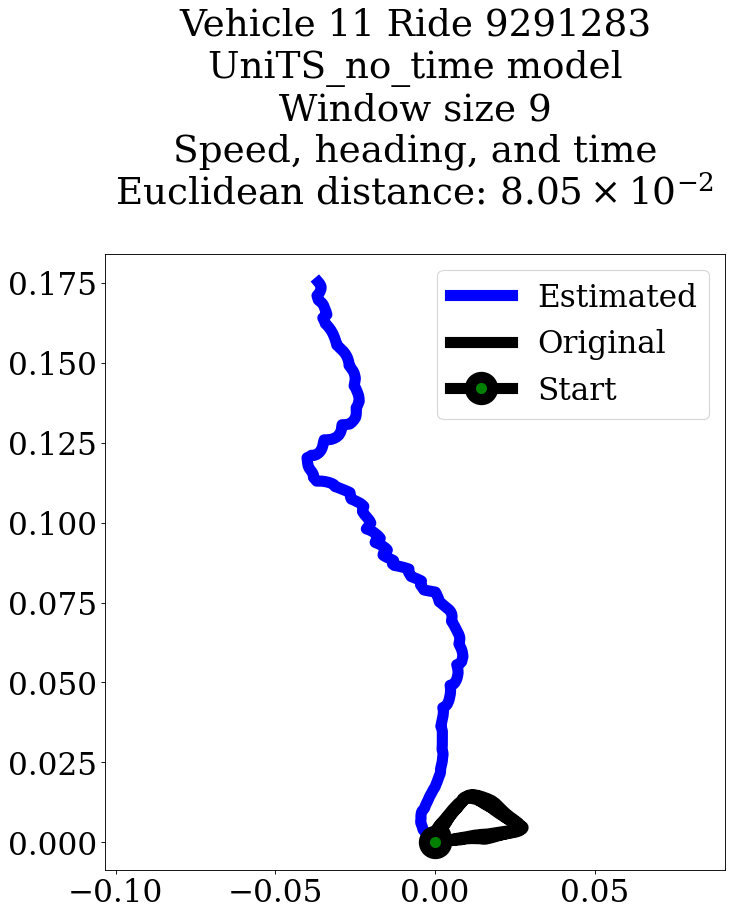 Vehicle 11 Ride 9291283
UniTS_no_time model
Window size 9
Speed, heading, and time
Euclidean distance: 8.05 × 10⁻²
Estimated
Original
Start
0.175
0.150
0.125
0.100
0.075
0.050
0.025
0.000
−0.10 −0.05 0.00 0.05